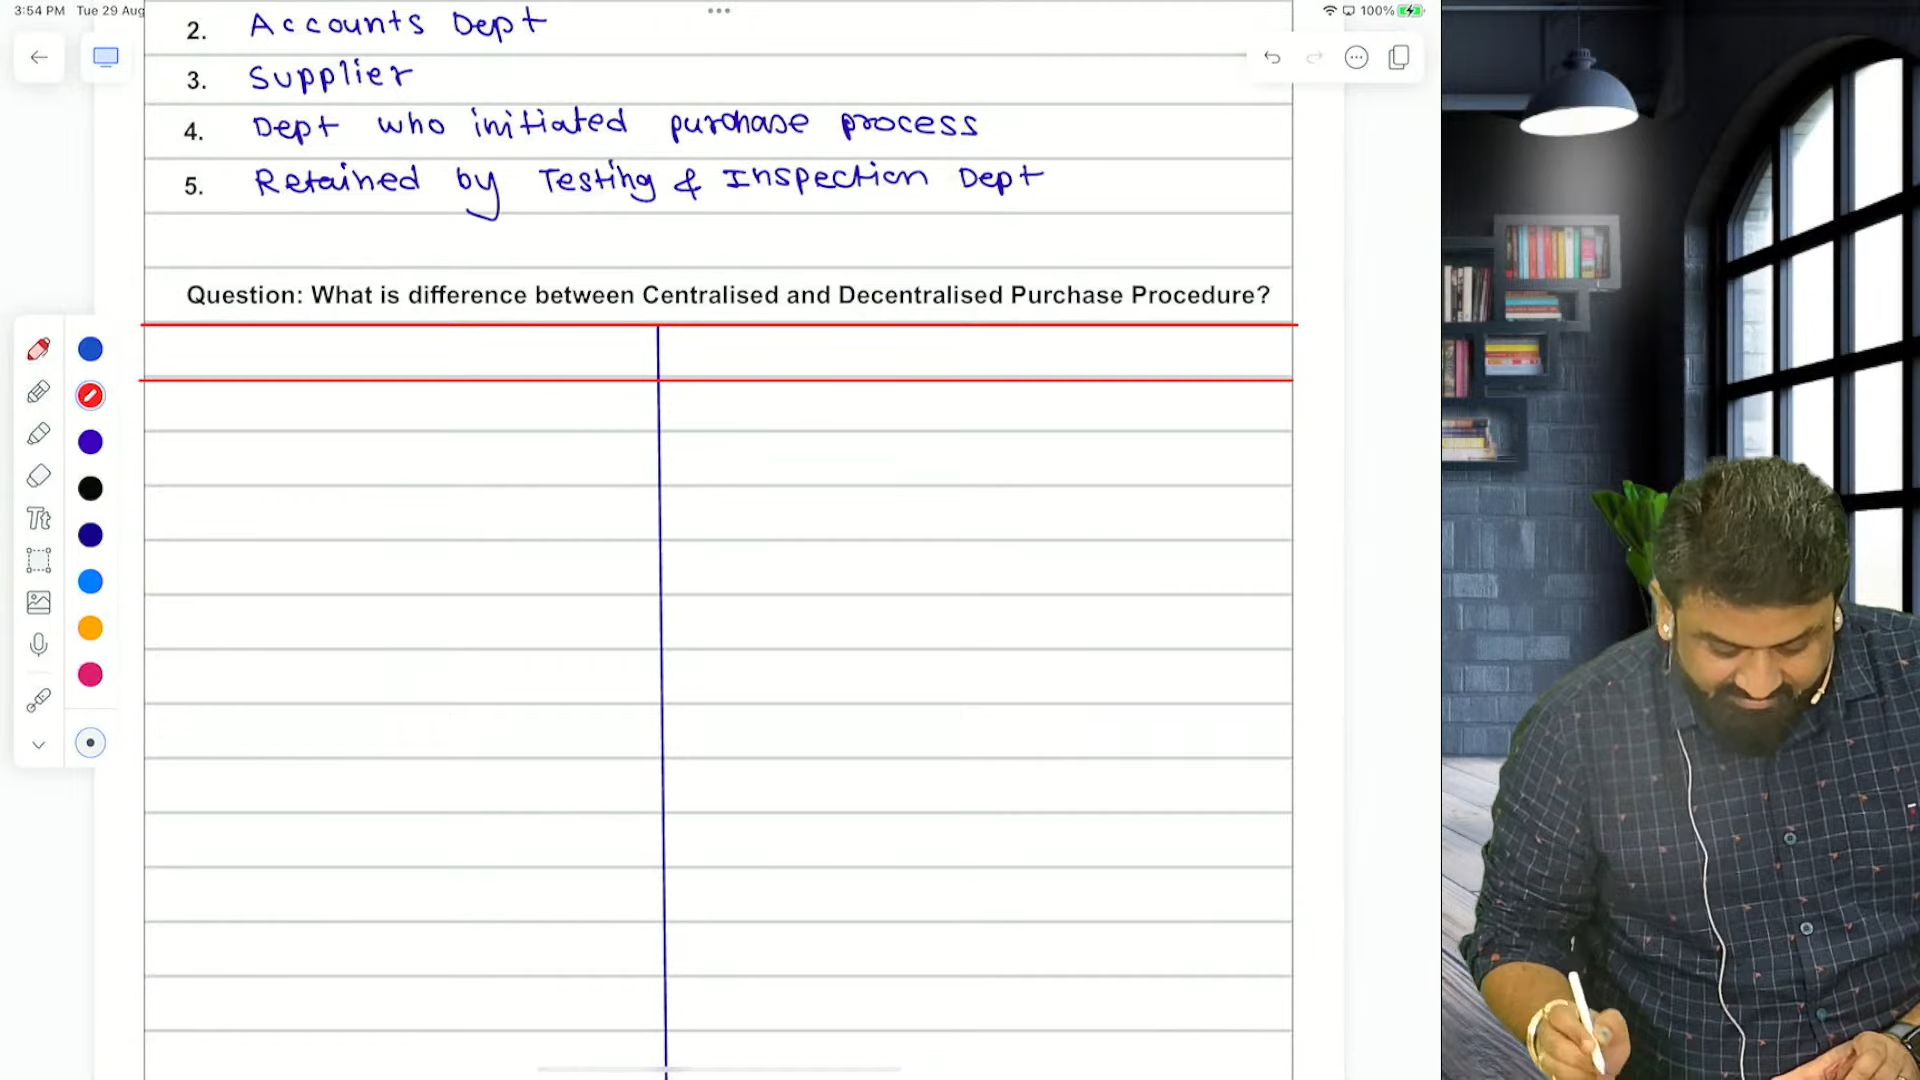 3:54 PM Tue 29 Aug
100%
2. Accounts Dept
3. Supplier
4. Dept who initiated purchase process
5. Retained by Testing & Inspection Dept
Question: What is difference between Centralised and Decentralised Purchase Procedure?
Tt